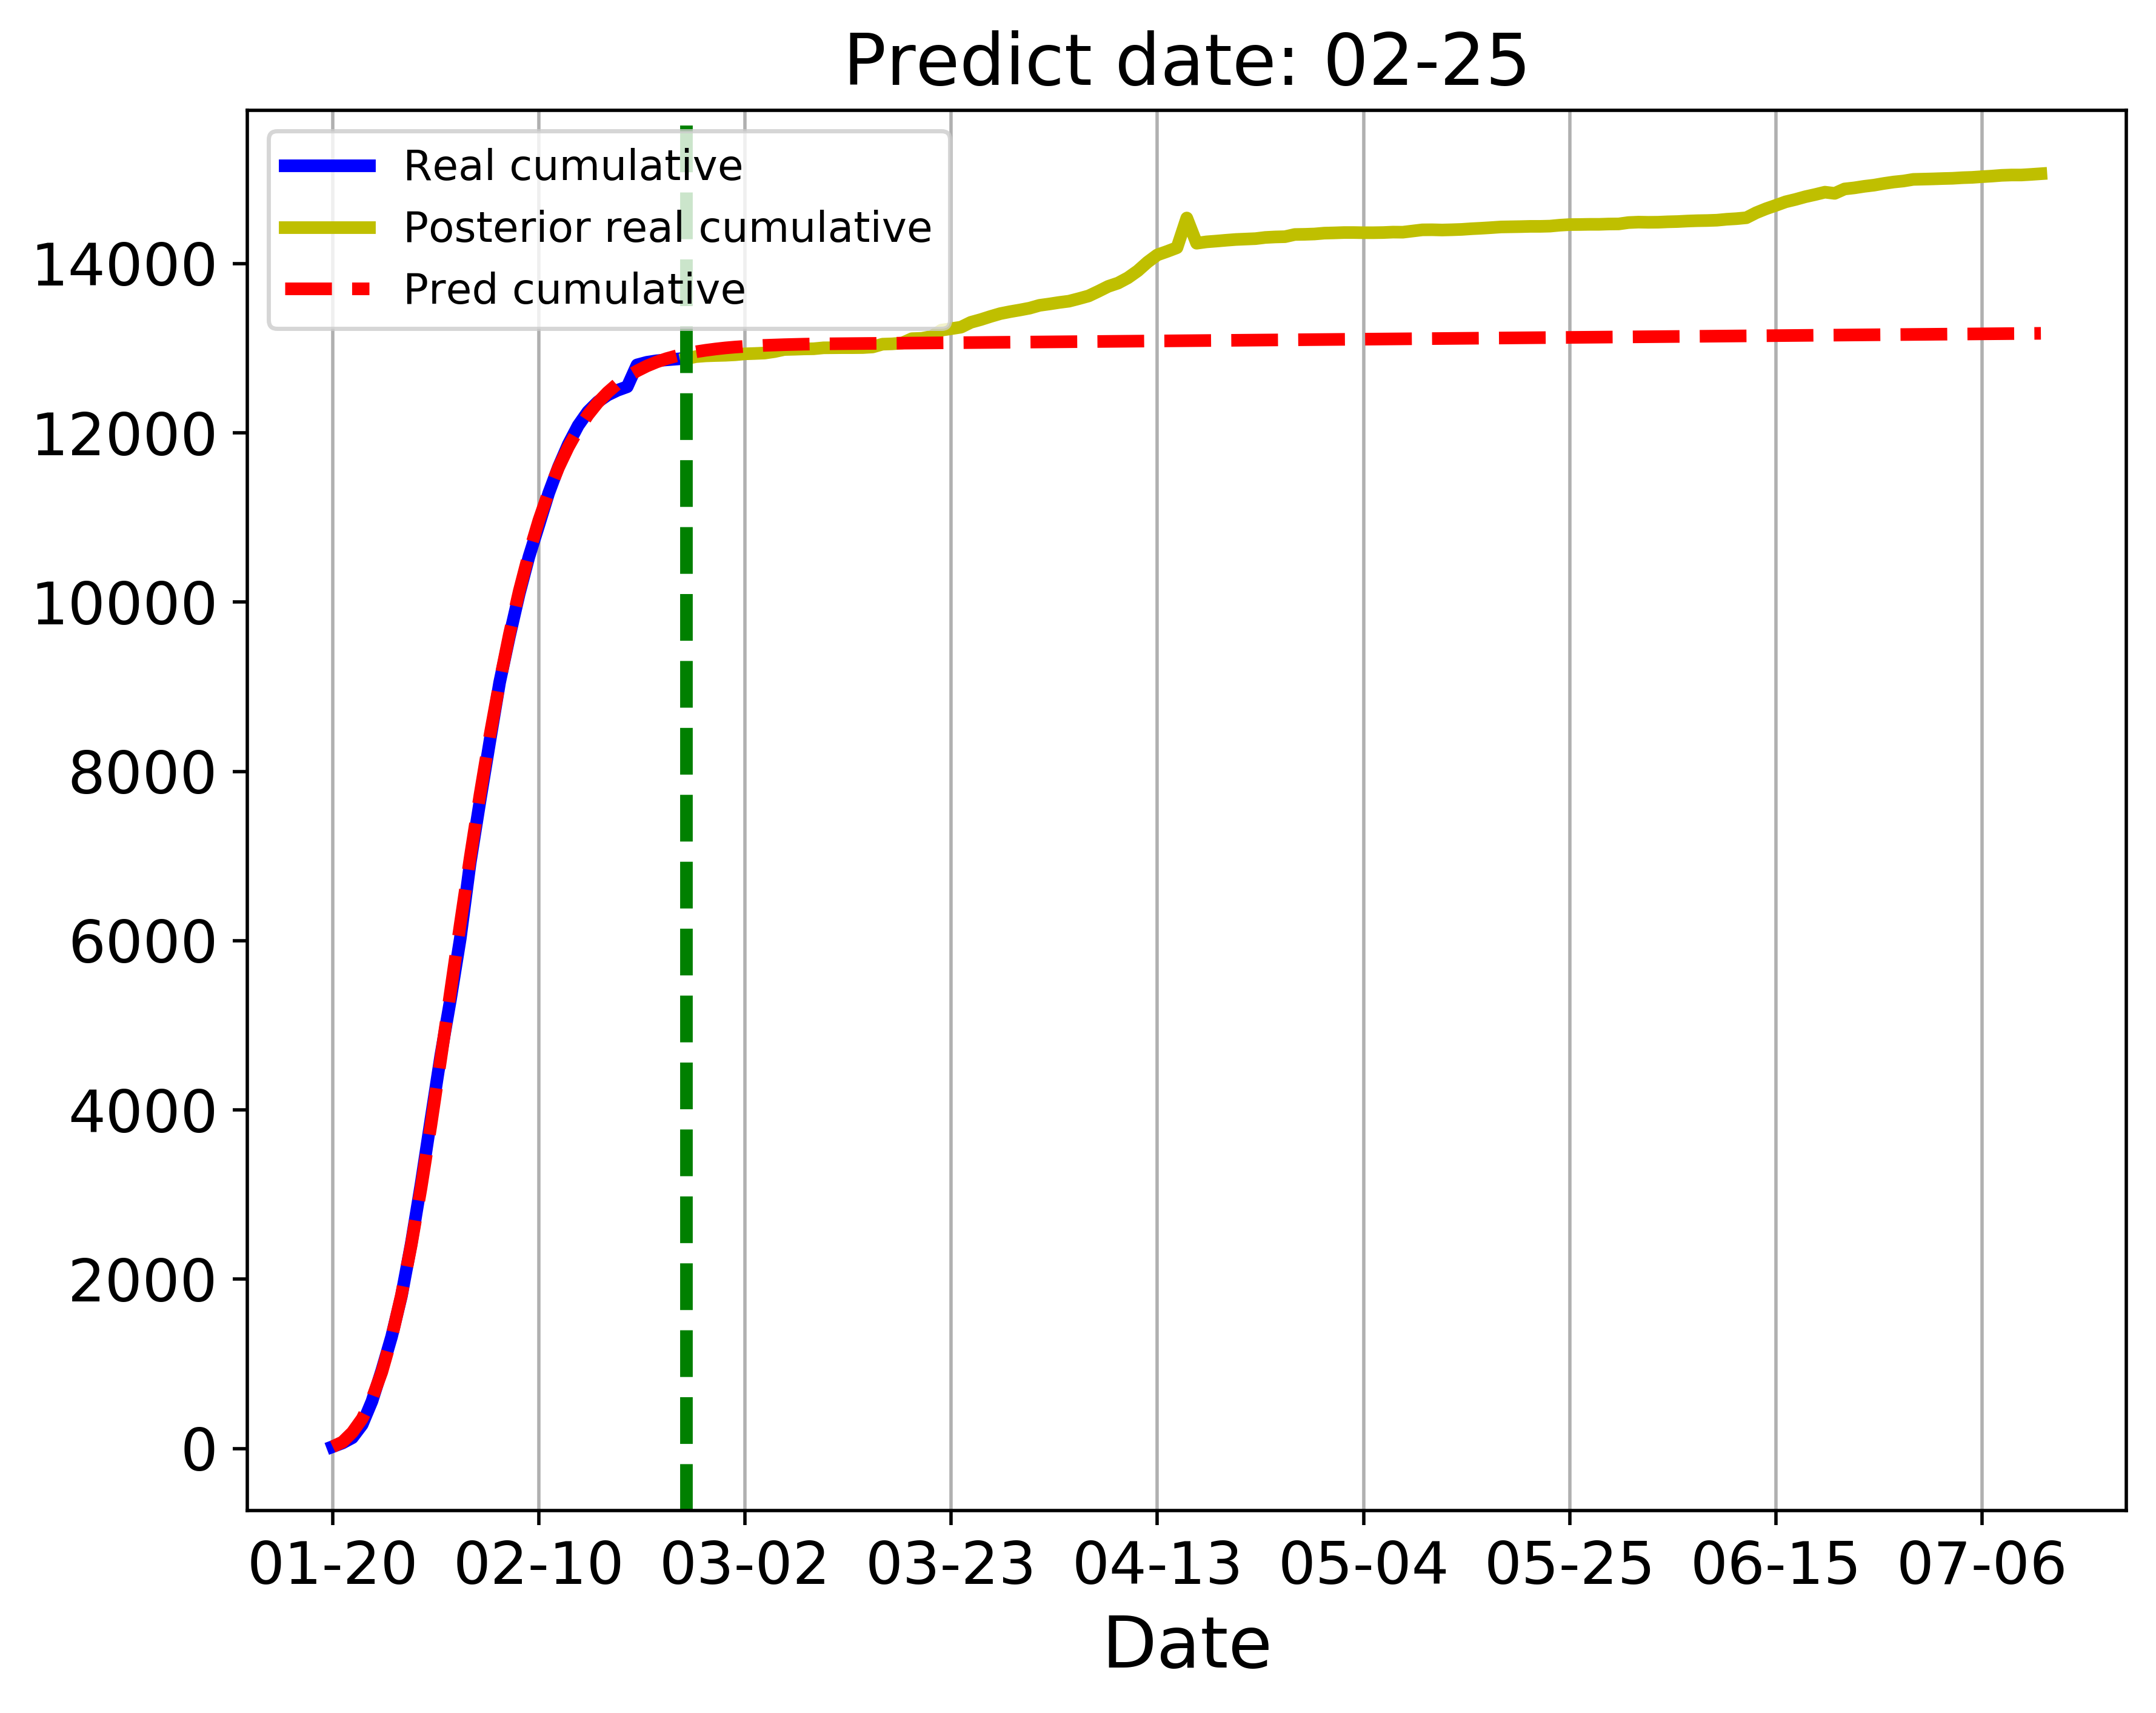 Predict date: 02-25
Real cumulative
Posterior real cumulative
Pred cumulative
14000
12000
10000
8000
6000
4000
2000
0
01-20 02-10 03-02 03-23 04-13 05-04 05-25 06-15 07-06
Date